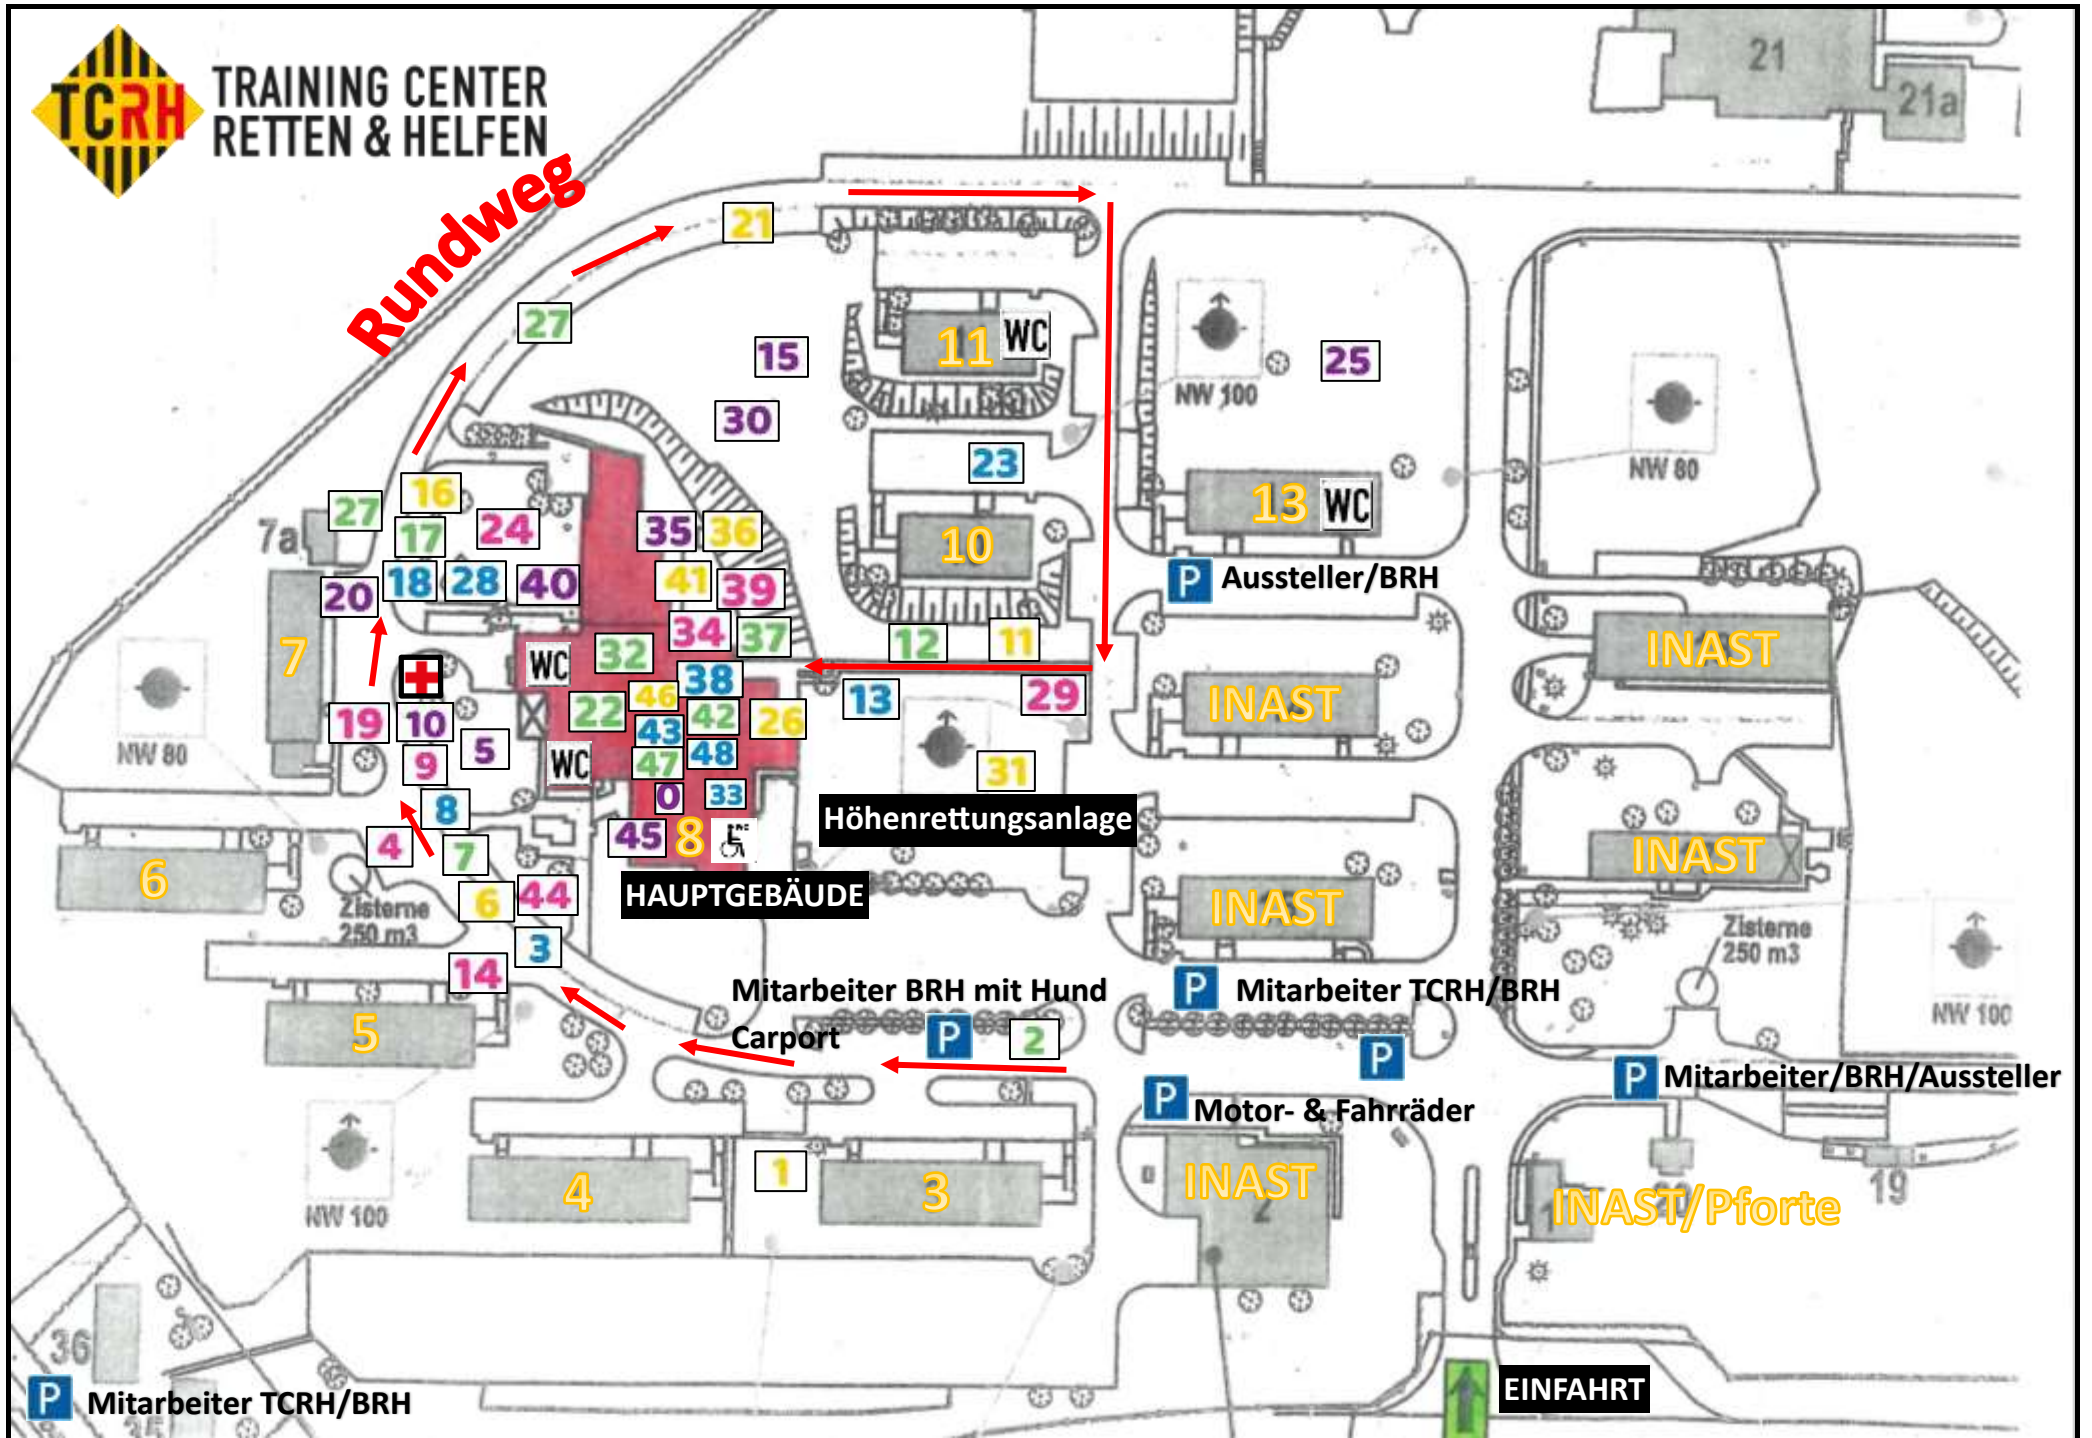 TCRH
TRAINING CENTER
RETTEN & HELFEN
Rundweg
21
21a
21
27
15
11 WC
NW 100
25
30
NW 80
23
16
27
17
24
7a
35
36
10
13 WC
18
28
40
41
39
20
P Aussteller/BRH
34
37
12
11
7
WC
32
INAST
38
46
13
29
INAST
NW 80
19
10
22
43
42
26
5
9
WC
47
48
31
0
33
8
Höhenrettungsanlage
4
7
45
8
INAST
6
HAUPTGEBÄUDE
6
44
INAST
Zisterne
250 m3
3
Zisterne
250 m3
14
Mitarbeiter BRH mit Hund
P Mitarbeiter TCRH/BRH
5
Carport
P
2
NW 100
P
P Mitarbeiter/BRH/Aussteller
P Motor- & Fahrräder
1
4
3
INAST
2
INAST/Pforte
1
19
NW 100
36
P Mitarbeiter TCRH/BRH
35
EINFAHRT